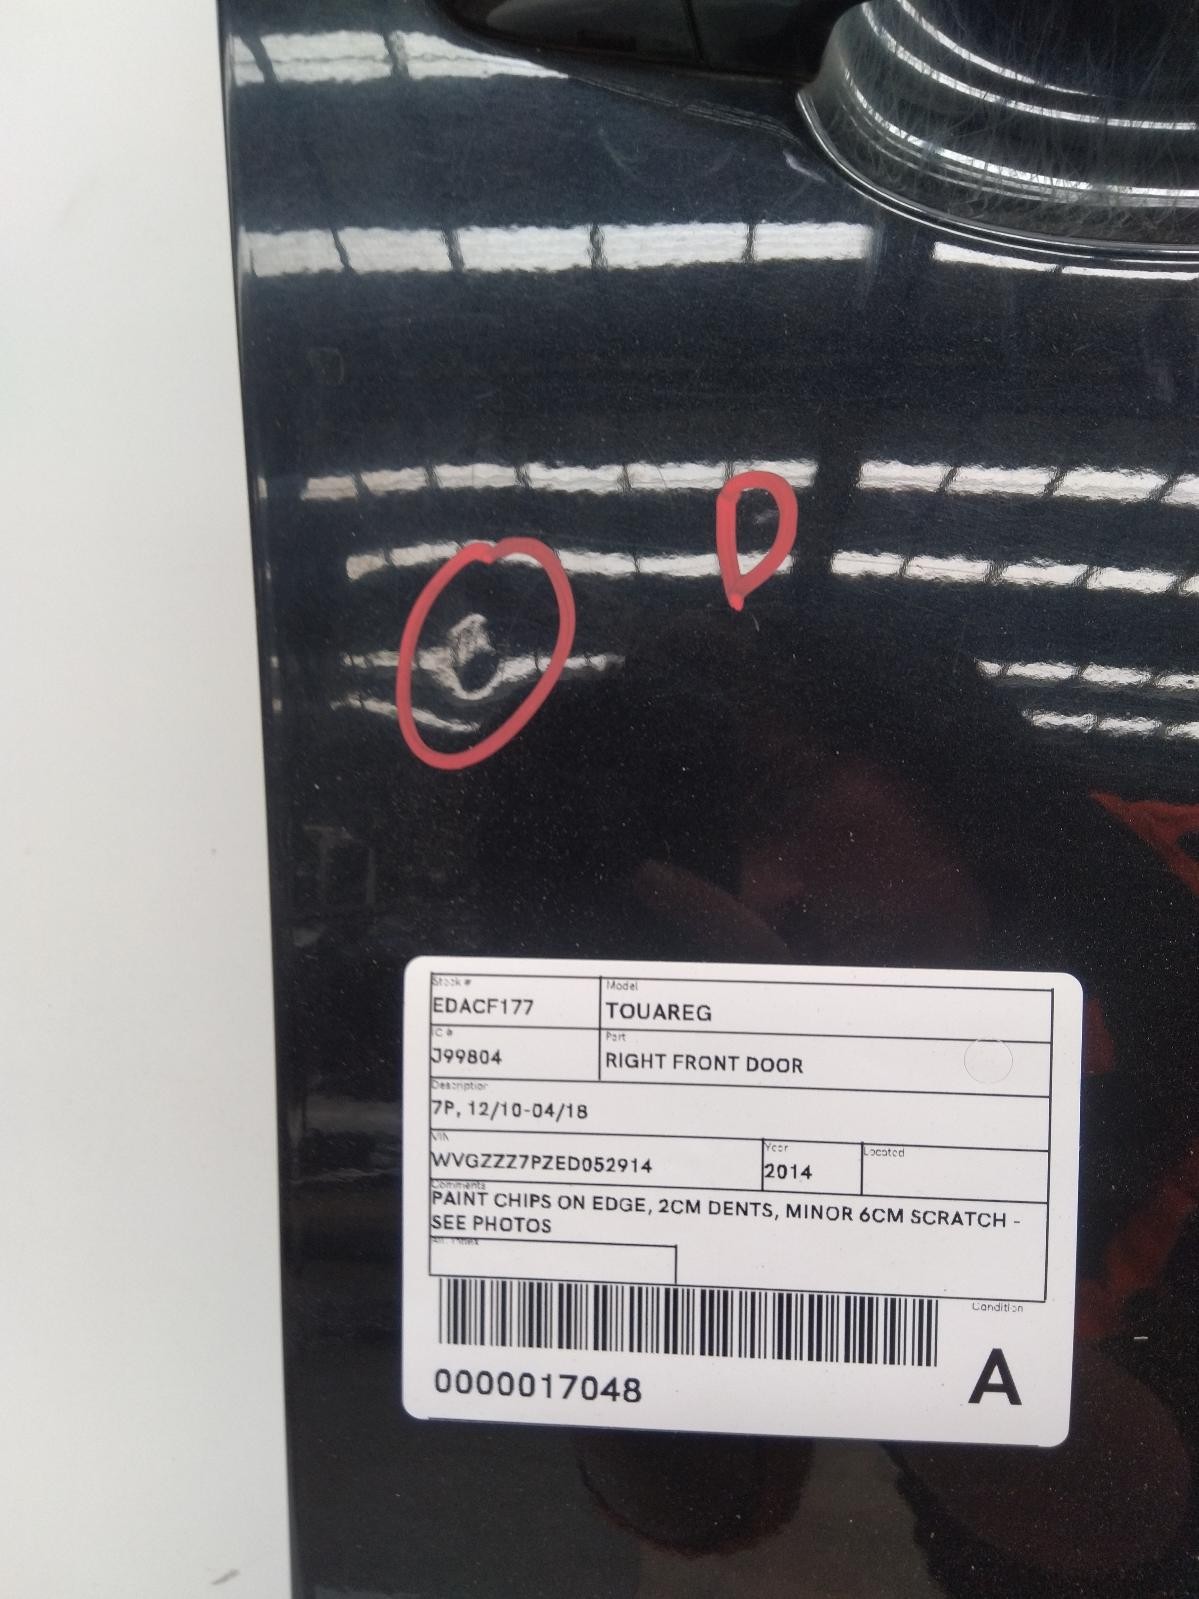 Stock #
EDACF177
Model
TOUAREG
IC #
J99804
Part
RIGHT FRONT DOOR
Description
7P, 12/10-04/18
VIN
WVGZZZ7PZED052914
Year
2014
Located
Comments
PAINT CHIPS ON EDGE, 2CM DENTS, MINOR 6CM SCRATCH -
SEE PHOTOS
Condition
A
0000017048